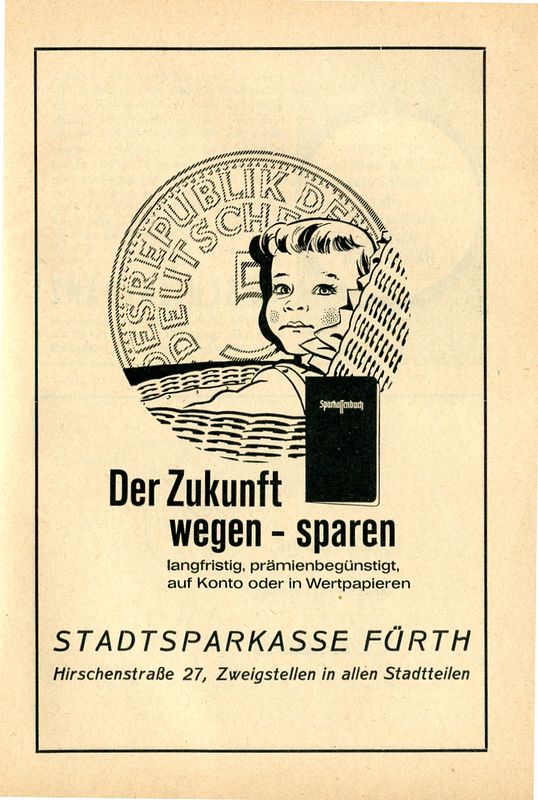 BUNDESREPUBLIK DEUTSCHE
5
Sparkassenbuch
Der Zukunft
wegen – sparen
langfristig, prämienbegünstigt,
auf Konto oder in Wertpapieren
STADTSPARKASSE FÜRTH
Hirschenstraße 27, Zweigstellen in allen Stadtteilen